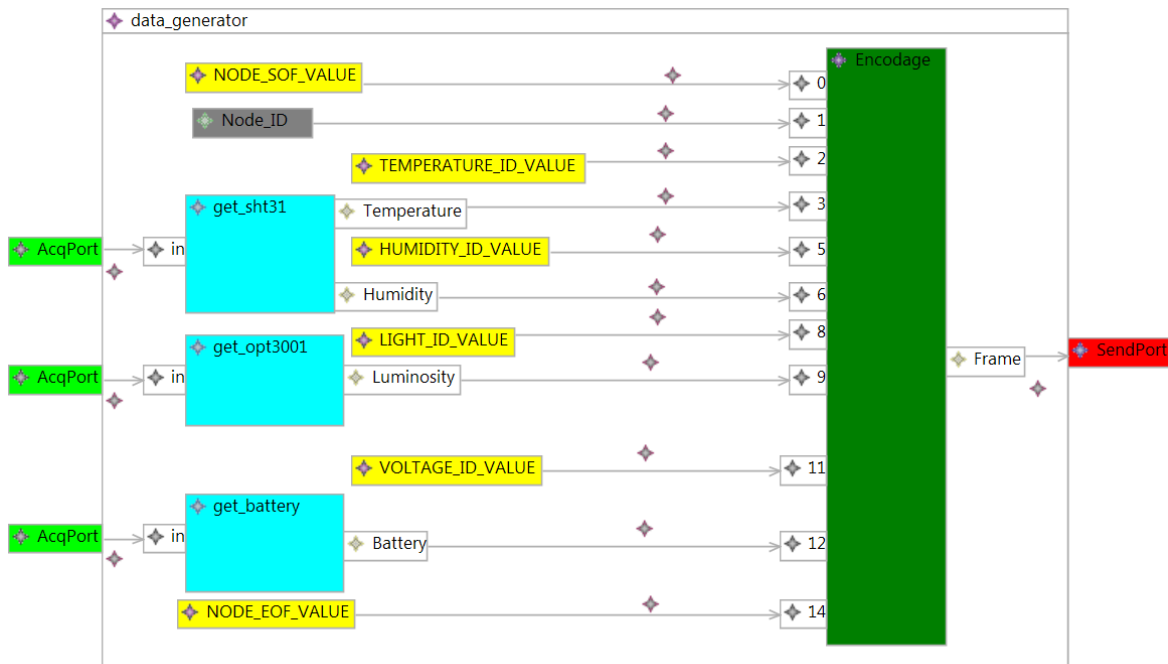 data_generator
NODE_SOF_VALUE
Encodage
0
Node_ID
1
TEMPERATURE_ID_VALUE
2
get_sht31
Temperature
3
AcqPort
in
HUMIDITY_ID_VALUE
5
Humidity
6
get_opt3001
LIGHT_ID_VALUE
8
AcqPort
in
Luminosity
9
Frame
SendPort
VOLTAGE_ID_VALUE
11
get_battery
AcqPort
in
Battery
12
NODE_EOF_VALUE
14